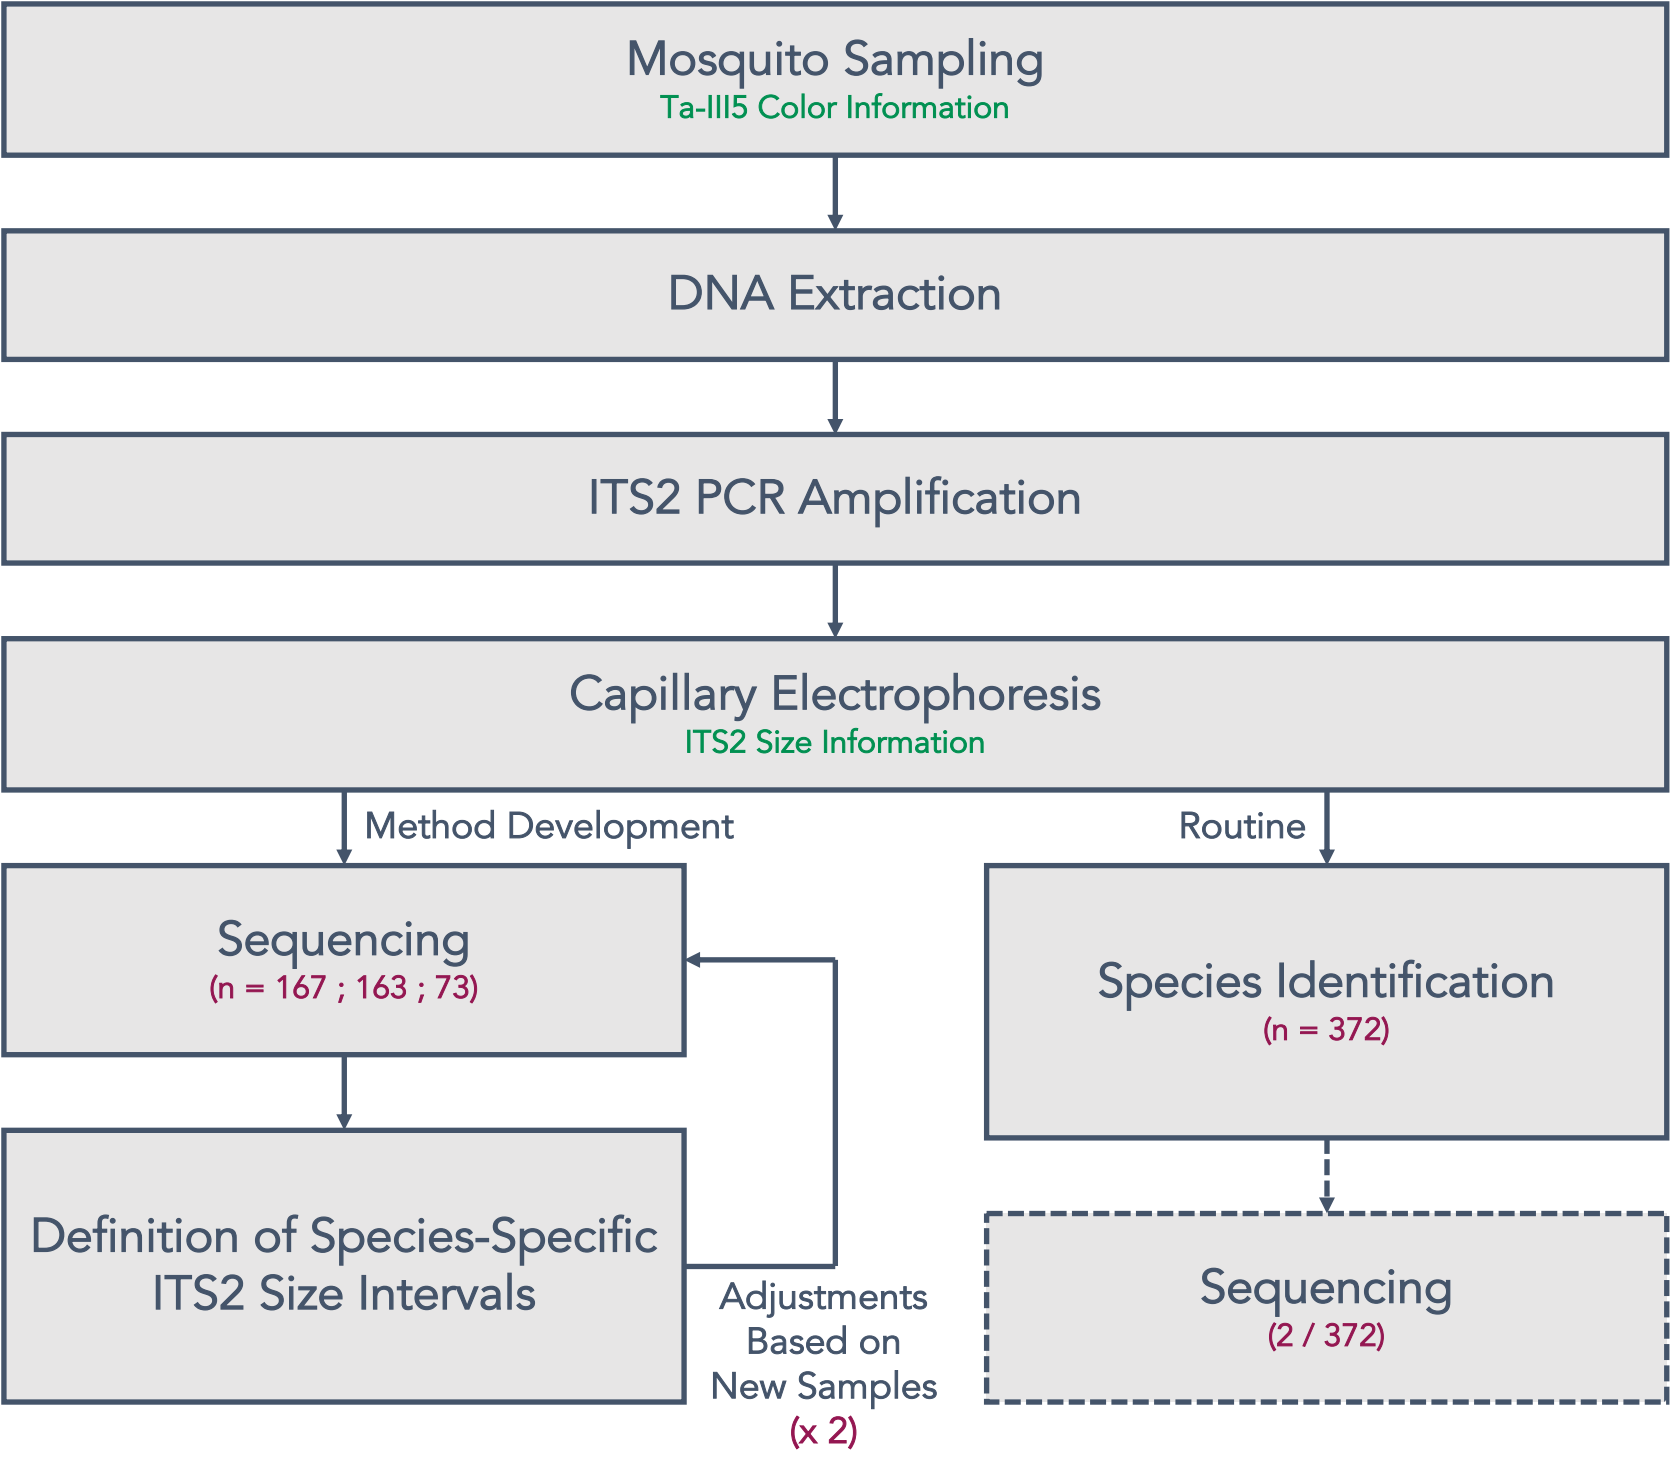 Mosquito Sampling
Ta-III5 Color Information
DNA Extraction
ITS2 PCR Amplification
Capillary Electrophoresis
ITS2 Size Information
Method Development
Routine
Sequencing
(n = 167 ; 163 ; 73)
Species Identification
(n = 372)
Definition of Species-Specific
ITS2 Size Intervals
Adjustments
Based on
New Samples
(x 2)
Sequencing
(2 / 372)